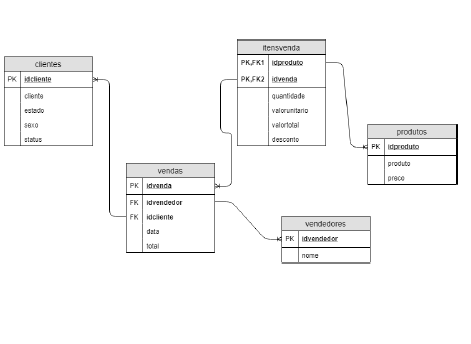 clientes
PK idcliente
cliente
estado
sexo
status
itensvenda
PK,FK1 idproduto
PK,FK2 idvenda
quantidade
valorunitario
valortotal
desconto
produtos
PK idproduto
produto
preco
vendas
PK idvenda
FK idvendedor
FK idcliente
data
total
vendedores
PK idvendedor
nome